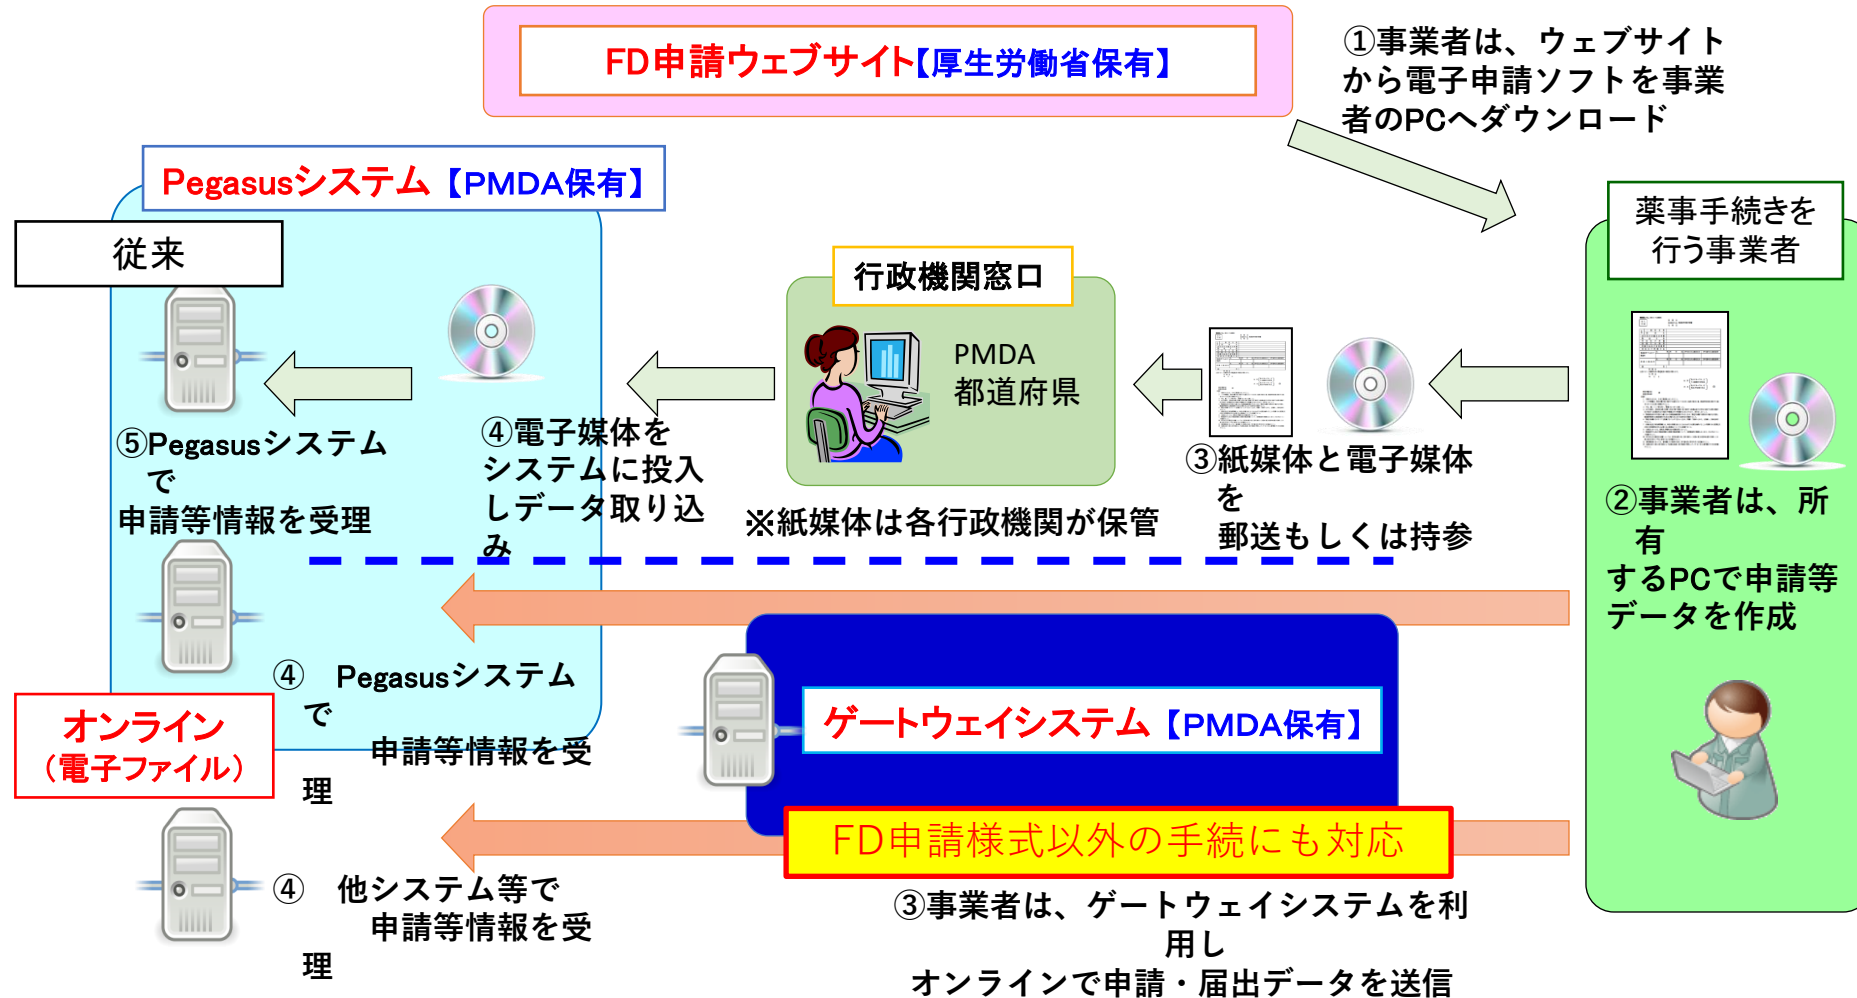 FD申請ウェブサイト【厚生労働省保有】
①事業者は、ウェブサイト
から電子申請ソフトを事業
者のPCへダウンロード
Pegasusシステム【PMDA保有】
従来
薬事手続きを
行う事業者
行政機関窓口
PMDA
都道府県
⑤Pegasusシステム
で
申請等情報を受理
④電子媒体を
システムに投入
しデータ取り込
み
※紙媒体は各行政機関が保管
③紙媒体と電子媒体
を
郵送もしくは持参
②事業者は、所
有
するPCで申請等
データを作成
④ Pegasusシステム
で
申請等情報を受
理
オンライン
（電子ファイル）
ゲートウェイシステム【PMDA保有】
FD申請様式以外の手続にも対応
④ 他システム等で
申請等情報を受
理
③事業者は、ゲートウェイシステムを利
用し
オンラインで申請・届出データを送信